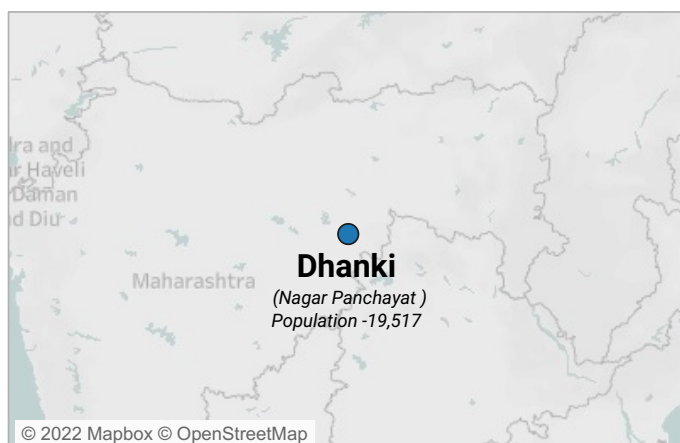 ra and
r Haveli
Daman
d Diu
Dhanki
Maharashtra
(Nagar Panchayat )
Population -19,517
© 2022 Mapbox © OpenStreetMap